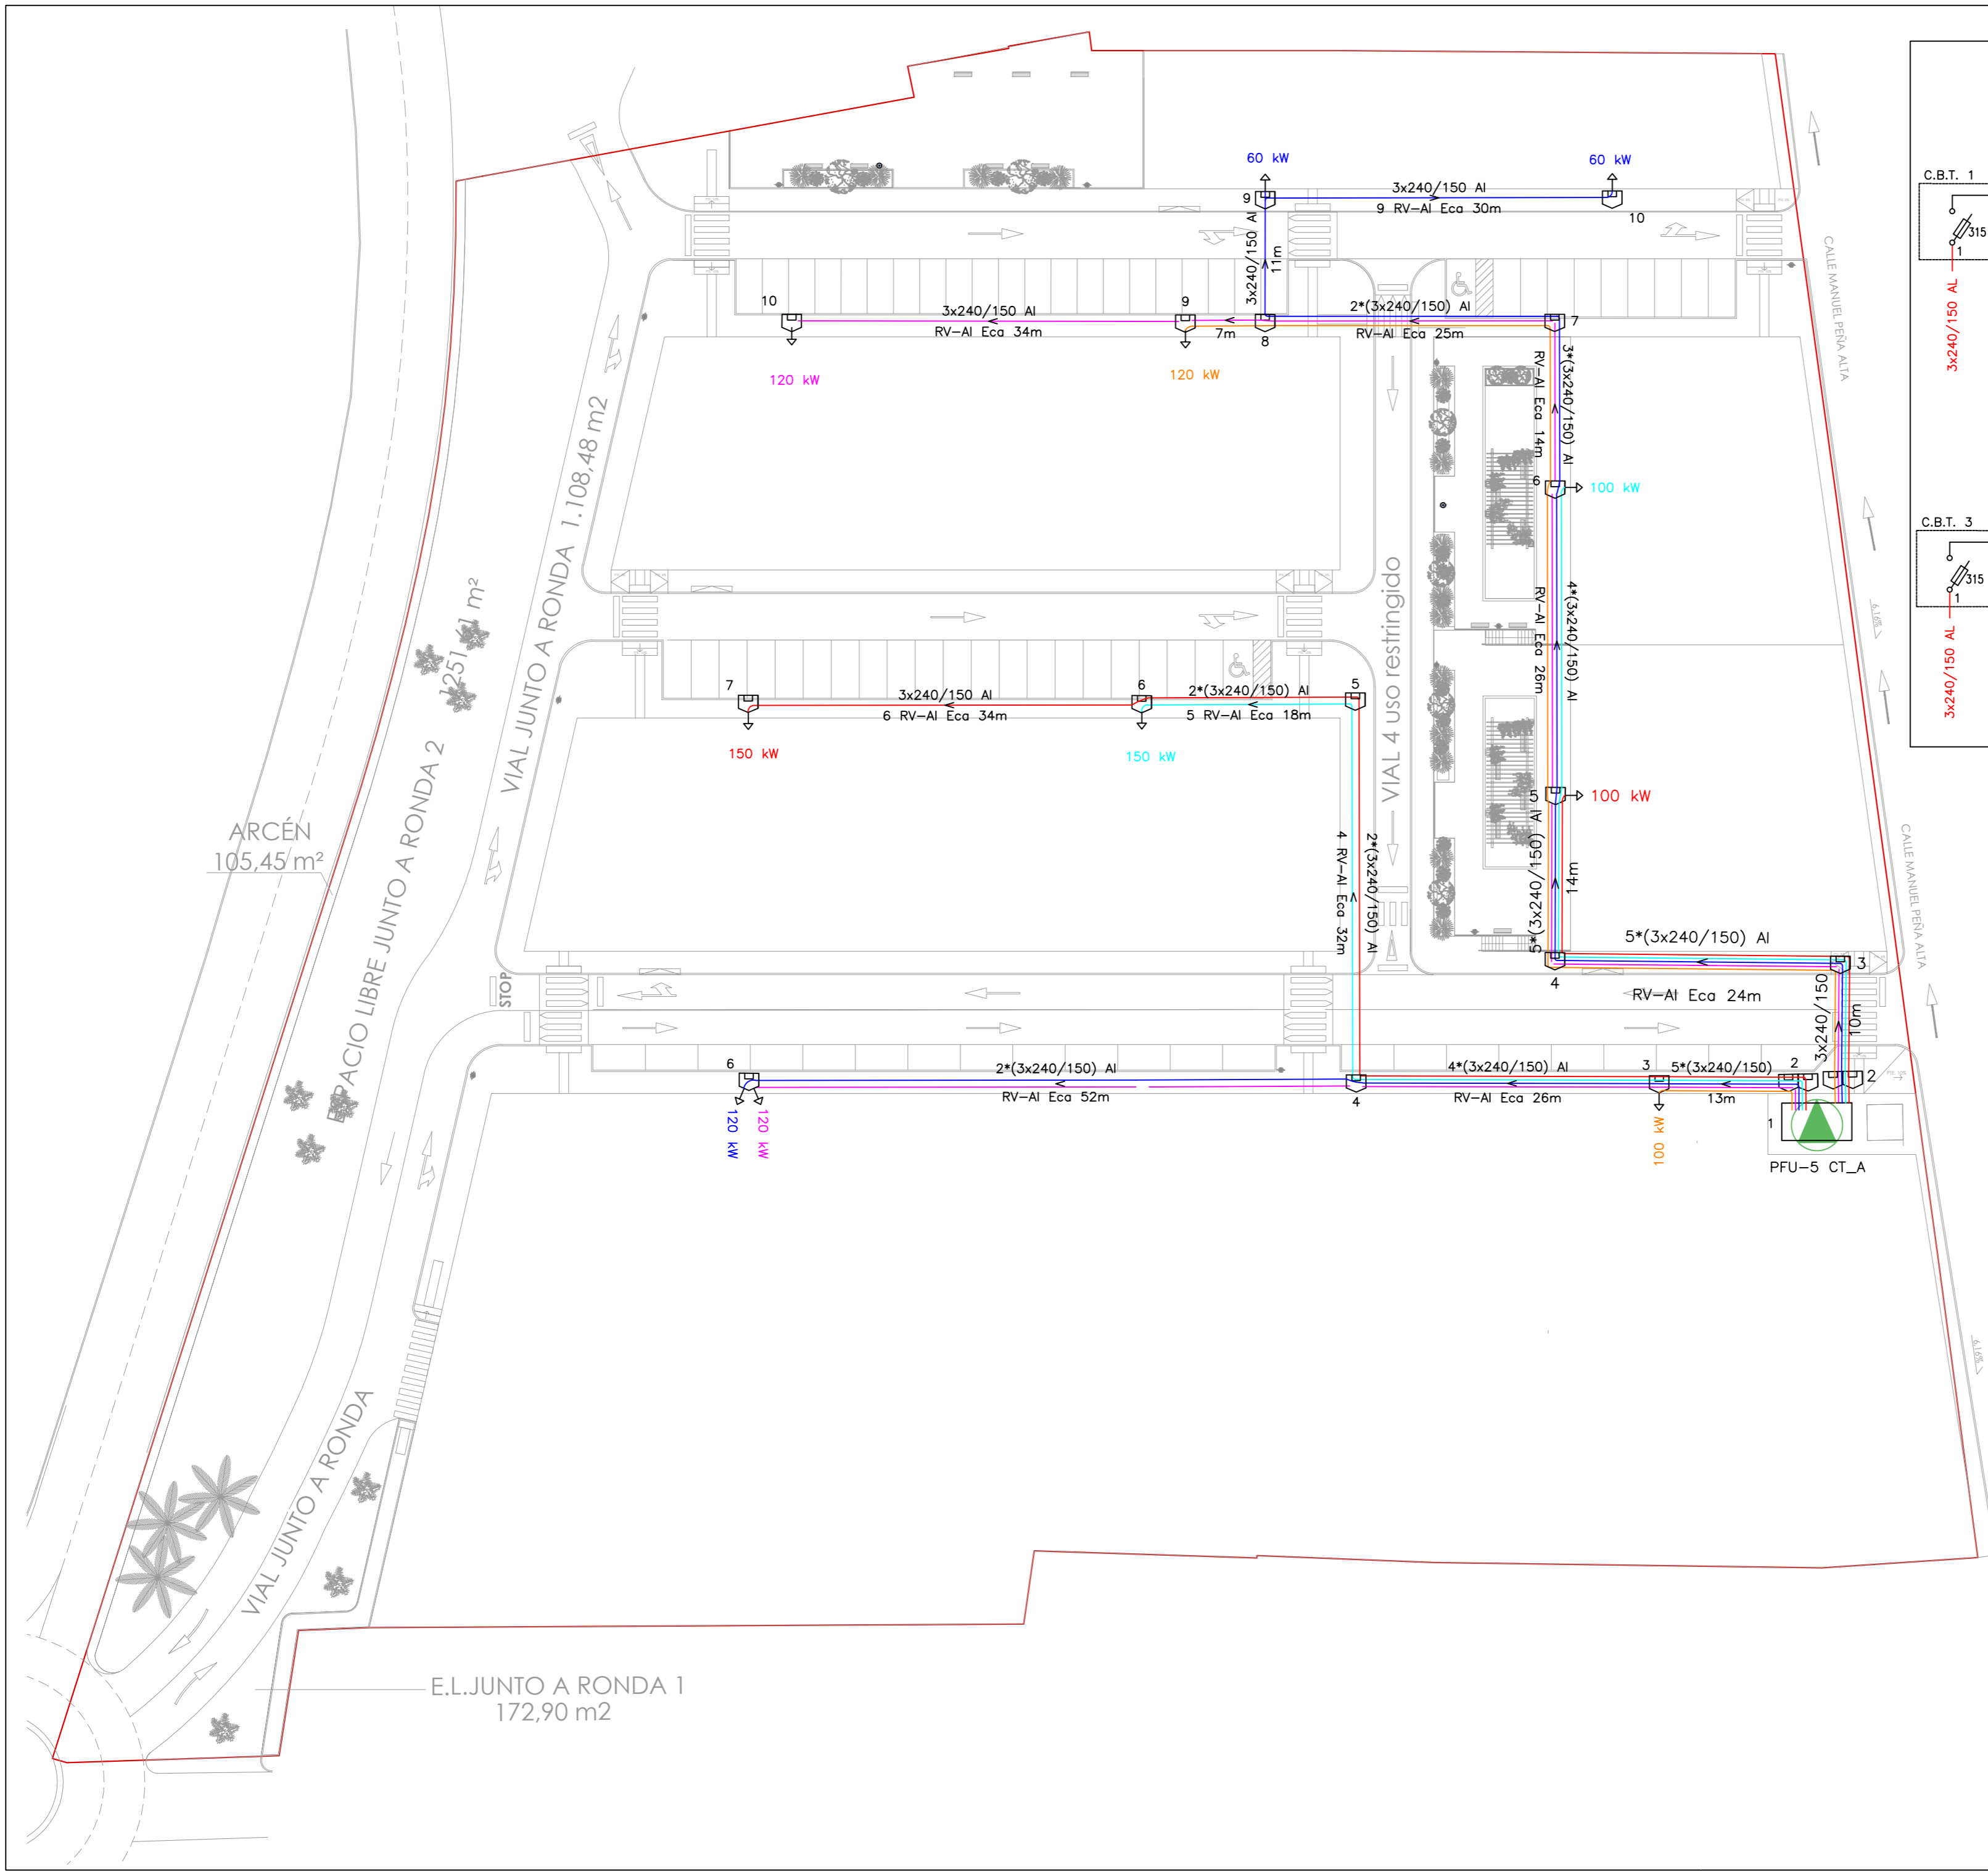 60 kW
60 kW
3x240/150 Al
9 RV-Al Eca 30m
9
10
3x240/150 Al
11m
10
3x240/150 Al
RV-Al Eca 34m
9
7m
8
2*(3x240/150) Al
RV-Al Eca 25m
7
120 kW
120 kW
3*(3x240/150) Al
RV-Al Eca 14m
6
100 kW
4*(3x240/150) Al
RV-Al Eca 26m
5
100 kW
5*(3x240/150) Al
14m
CALLE MANUEL PEÑA ALTA
C.B.T. 1
315
1
3x240/150 AL
C.B.T. 3
315
1
3x240/150 AL
VIAL JUNTO A RONDA 1.108,48 m2
1251,61 m²
VIAL 4 uso restringido
6.16%
7
3x240/150 Al
6 RV-Al Eca 34m
6
2*(3x240/150) Al
5 RV-Al Eca 18m
5
150 kW
150 kW
ARCÉN
105,45 m²
ESPACIO LIBRE JUNTO A RONDA 2
CALLE MANUEL PEÑA ALTA
4 RV-Al Eca 32m
2*(3x240/150) Al
5*(3x240/150) Al
4
3
RV-Al Eca 24m
STOP
3x240/150
10m
6
2*(3x240/150) Al
RV-Al Eca 52m
4
4*(3x240/150) Al
RV-Al Eca 26m
3
5*(3x240/150)
13m
2
2
120 kW
120 kW
100 kW
1
PFU-5 CT_A
6.16%
VIAL JUNTO A RONDA
E.L.JUNTO A RONDA 1
172,90 m2